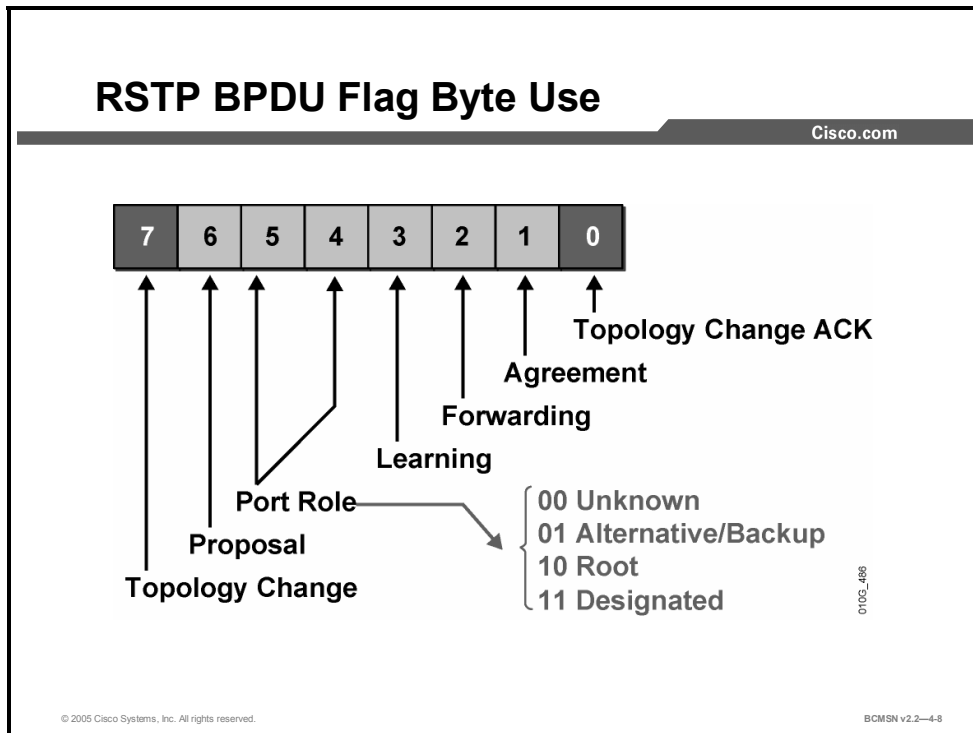 RSTP BPDU Flag Byte Use
Cisco.com
7 6 5 4 3 2 1 0
Topology Change ACK
Agreement
Forwarding
Learning
Port Role
00 Unknown
01 Alternative/Backup
10 Root
11 Designated
Proposal
Topology Change
010G_486
© 2005 Cisco Systems, Inc. All rights reserved.
BCMSN v2.2—4-8